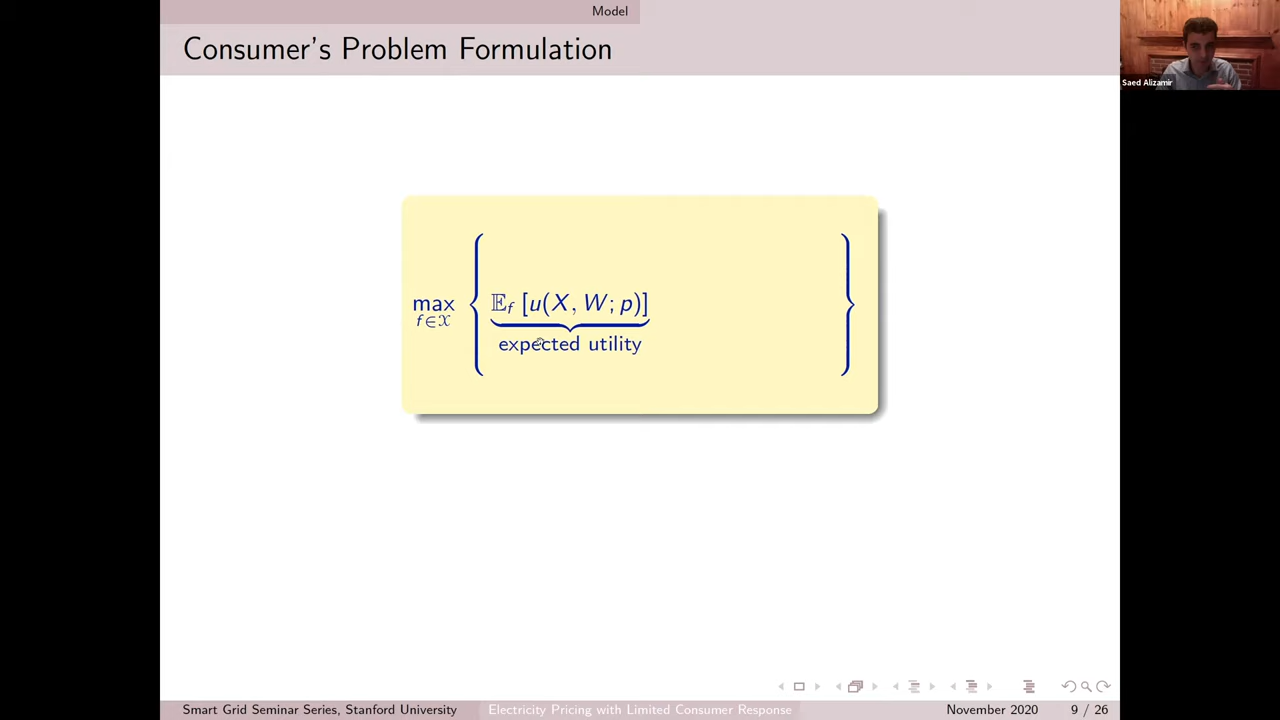 Model
Consumer's Problem Formulation
Saed Alizamir
max
f∈𝒳
{ 𝔼f [u(X, W; p)] }
expected utility
Smart Grid Seminar Series, Stanford University Electricity Pricing with Limited Consumer Response November 2020 9 / 26